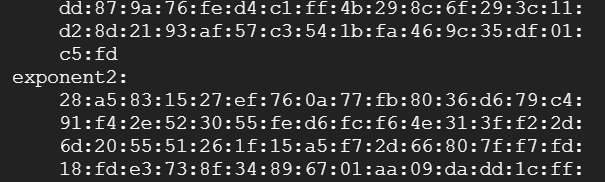 dd:87:9a:76:fe:d4:c1:ff:4b:29:8c:6f:29:3c:11:
d2:8d:21:93:af:57:c3:54:1b:fa:46:9c:35:df:01:
c5:fd
exponent2:
28:a5:83:15:27:ef:76:0a:77:fb:80:36:d6:79:c4:
91:f4:2e:52:30:55:fe:d6:fc:f6:4e:31:3f:f2:2d:
6d:20:55:51:26:1f:15:a5:f7:2d:66:80:7f:f7:fd:
18:fd:e3:73:8f:34:89:67:01:aa:09:da:dd:1c:ff: